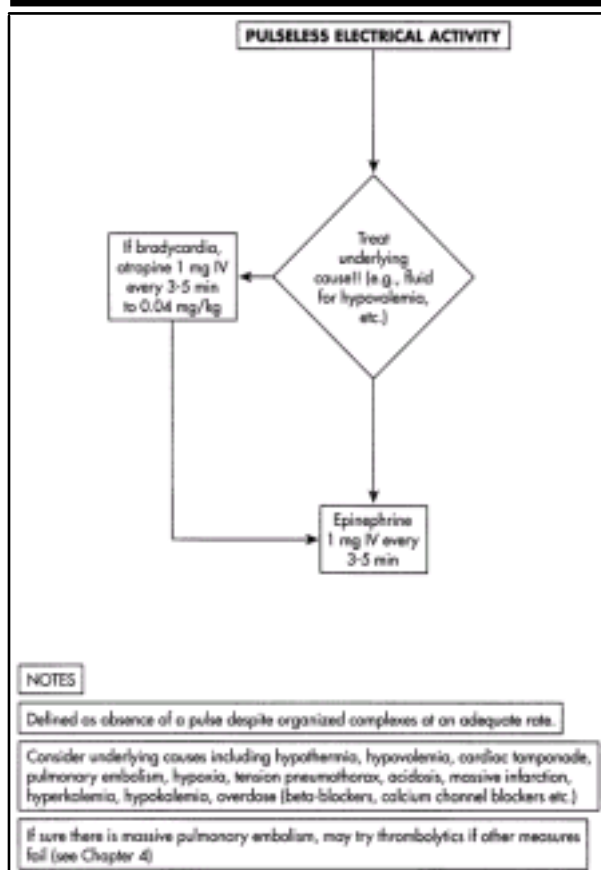 PULSELESS ELECTRICAL ACTIVITY
Treat
underlying
cause!! (e.g., fluid
for hypovolemia,
etc.)
If bradycardia,
atropine 1 mg IV
every 3-5 min
to 0.04 mg/kg
Epinephrine
1 mg IV every
3-5 min
NOTES
Defined as absence of a pulse despite organized complexes at an adequate rate.
Consider underlying causes including hypothermia, hypovolemia, cardiac tamponade,
pulmonary embolism, hypoxia, tension pneumothorax, acidosis, massive infarction,
hyperkalemia, hypokalemia, overdose (beta-blockers, calcium channel blockers etc.)
If sure there is massive pulmonary embolism, may try thrombolytics if other measures
fail (see Chapter 4)